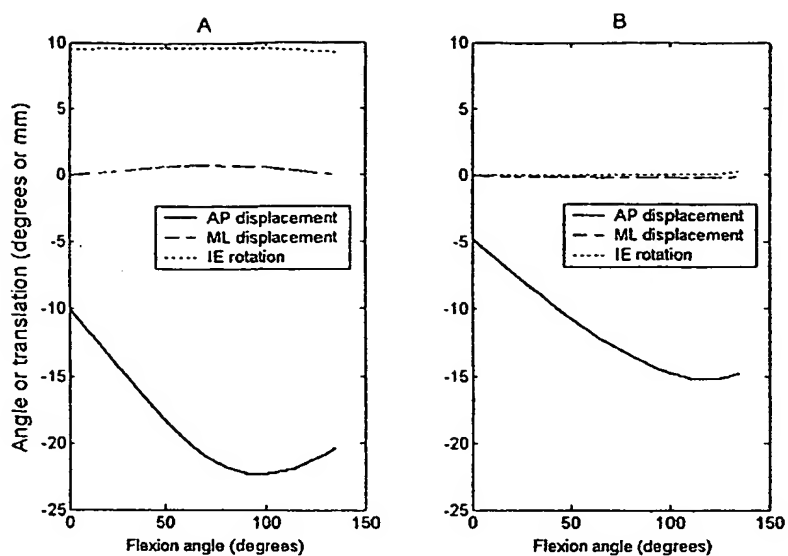 A
B
Angle or translation (degrees or mm)
10
5
0
-5
-10
-15
-20
-25
AP displacement
ML displacement
IE rotation
0
50
100
150
Flexion angle (degrees)
10
5
0
-5
-10
-15
-20
-25
AP displacement
ML displacement
IE rotation
0
50
100
150
Flexion angle (degrees)